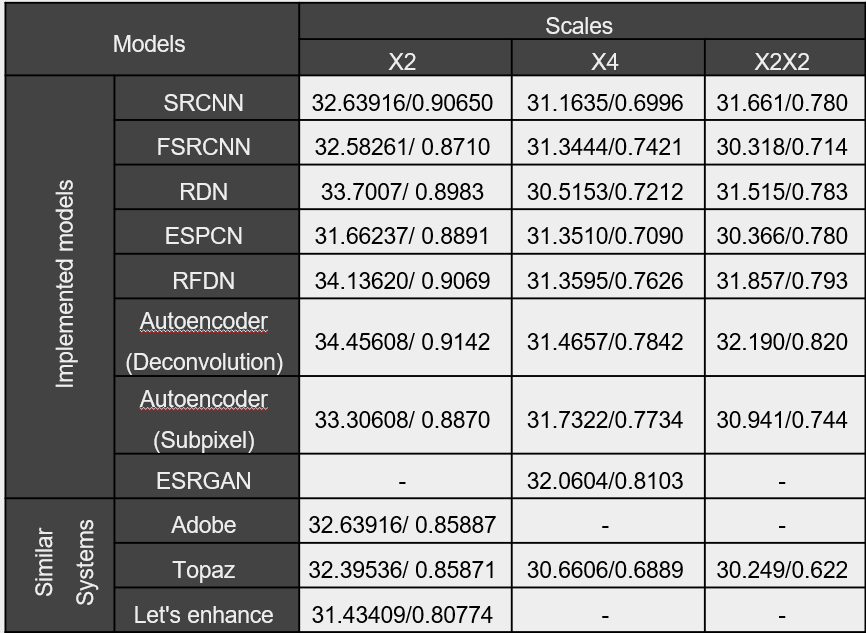 Models
Scales
X2
X4
X2X2
Implemented models
SRCNN
32.63916/0.90650
31.1635/0.6996
31.661/0.780
FSRCNN
32.58261/ 0.8710
31.3444/0.7421
30.318/0.714
RDN
33.7007/ 0.8983
30.5153/0.7212
31.515/0.783
ESPCN
31.66237/ 0.8891
31.3510/0.7090
30.366/0.780
RFDN
34.13620/ 0.9069
31.3595/0.7626
31.857/0.793
Autoencoder
(Deconvolution)
34.45608/ 0.9142
31.4657/0.7842
32.190/0.820
Autoencoder
(Subpixel)
33.30608/ 0.8870
31.7322/0.7734
30.941/0.744
ESRGAN
-
32.0604/0.8103
-
Similar
Systems
Adobe
32.63916/ 0.85887
-
-
Topaz
32.39536/ 0.85871
30.6606/0.6889
30.249/0.622
Let's enhance
31.43409/0.80774
-
-